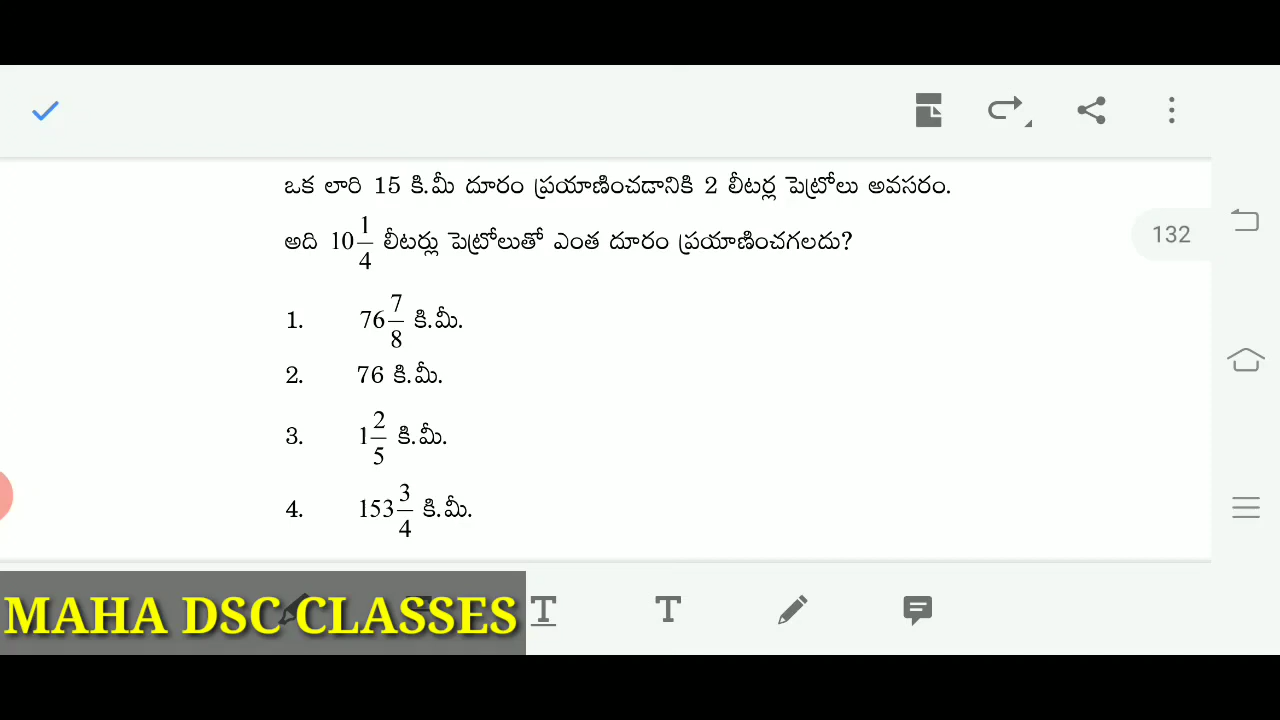 ఒక లారి 15 కి.మీ దూరం ప్రయాణించడానికి 2 లీటర్ల పెట్రోలు అవసరం.
132
అది 10 1/4 లీటర్లు పెట్రోలుతో ఎంత దూరం ప్రయాణించగలదు?
1. 76 7/8 కి.మీ.
2. 76 కి.మీ.
3. 1 2/5 కి.మీ.
4. 153 3/4 కి.మీ.
MAHA DSC CLASSES